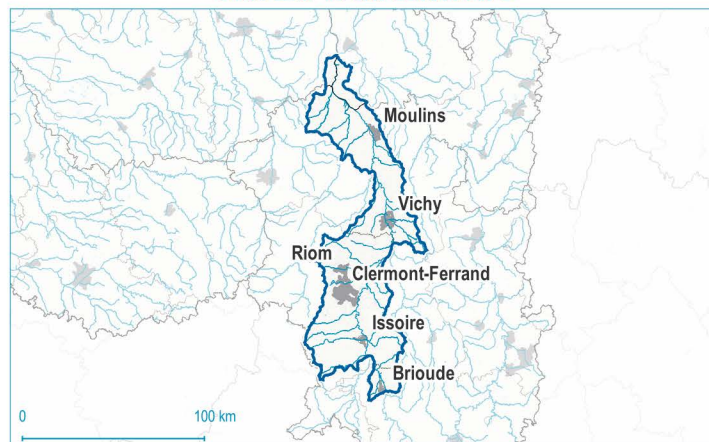 Moulins
Vichy
Riom
Clermont-Ferrand
Issoire
Brioude
0 100 km